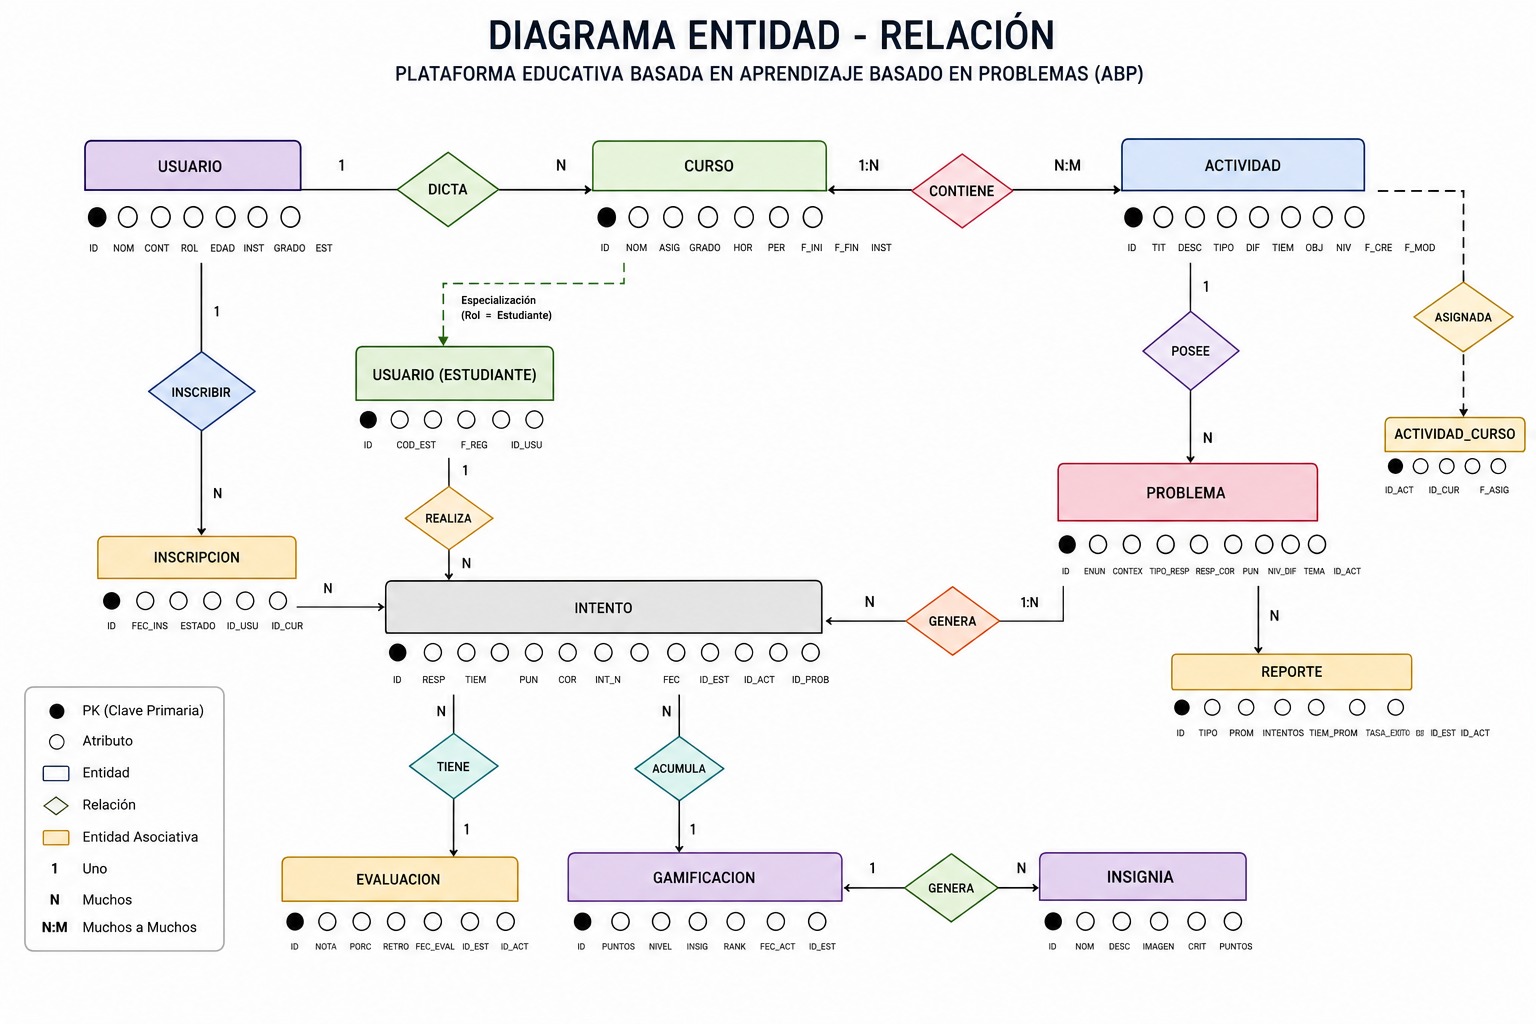 DIAGRAMA ENTIDAD - RELACIÓN
PLATAFORMA EDUCATIVA BASADA EN APRENDIZAJE BASADO EN PROBLEMAS (ABP)
USUARIO
1
DICTA
N
CURSO
1:N
CONTIENE
N:M
ACTIVIDAD
ID NOM CONT ROL EDAD INST GRADO EST
ID NOM ASIG GRADO HOR PER F_INI F_FIN INST
ID TIT DESC TIPO DIF TIEM OBJ NIV F_CRE F_MOD
1
INSCRIBIR
N
Especialización
(Rol = Estudiante)
USUARIO (ESTUDIANTE)
ID COD_EST F_REG ID_USU
1
REALIZA
N
1
POSEE
N
ASIGNADA
ACTIVIDAD_CURSO
ID_ACT ID_CUR F_ASIG
PROBLEMA
ID ENUN CONTEX TIPO_RESP RESP_COR PUN NIV_DIF TEMA ID_ACT
INSCRIPCION
ID FEC_INS ESTADO ID_USU ID_CUR
N
INTENTO
N
GENERA
1:N
N
REPORTE
ID TIPO PROM INTENTOS TIEM_PROM TASA_EXITO ID_EST ID_ACT
ID RESP TIEM PUN COR INT_N FEC ID_EST ID_ACT ID_PROB
N
TIENE
1
N
ACUMULA
1
PK (Clave Primaria)
Atributo
Entidad
Relación
Entidad Asociativa
1 Uno
N Muchos
N:M Muchos a Muchos
EVALUACION
ID NOTA PORC RETRO FEC_EVAL ID_EST ID_ACT
GAMIFICACION
ID PUNTOS NIVEL INSIG RANK FEC_ACT ID_EST
1
GENERA
N
INSIGNIA
ID NOM DESC IMAGEN CRIT PUNTOS